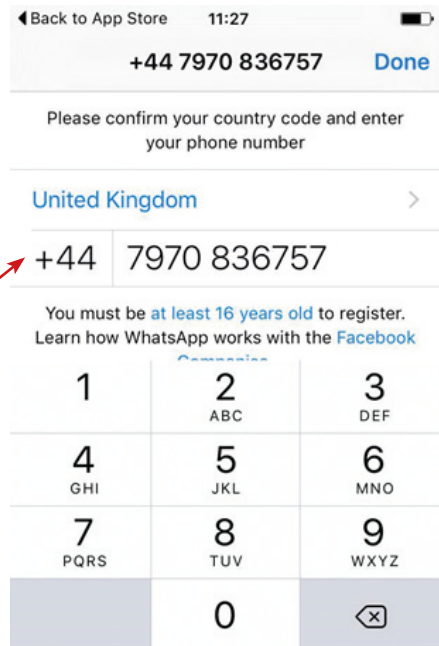 Back to App Store 11:27
+44 7970 836757 Done
Please confirm your country code and enter
your phone number
United Kingdom
+44 7970 836757
You must be at least 16 years old to register.
Learn how WhatsApp works with the Facebook
Companies
1 2 3
ABC DEF
4 5 6
GHI JKL MNO
7 8 9
PQRS TUV WXYZ
0